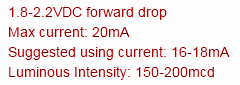 1.8-2.2VDC forward drop
Max current: 20mA
Suggested using current: 16-18mA
Luminous Intensity: 150-200mcd